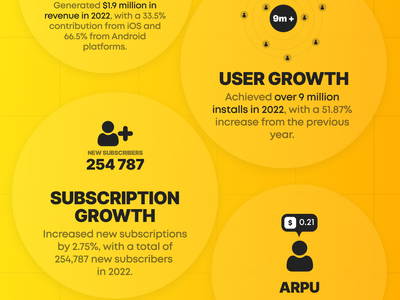 Generated $1.9 million in
revenue in 2022, with a 33.5%
contribution from iOS and
66.5% from Android
platforms.
9m +
USER GROWTH
Achieved over 9 million
installs in 2022, with a 51.87%
increase from the previous
year.
NEW SUBSCRIBERS
254 787
SUBSCRIPTION
GROWTH
Increased new subscriptions
by 2.75%, with a total of
254,787 new subscribers
in 2022.
$ 0.21
ARPU